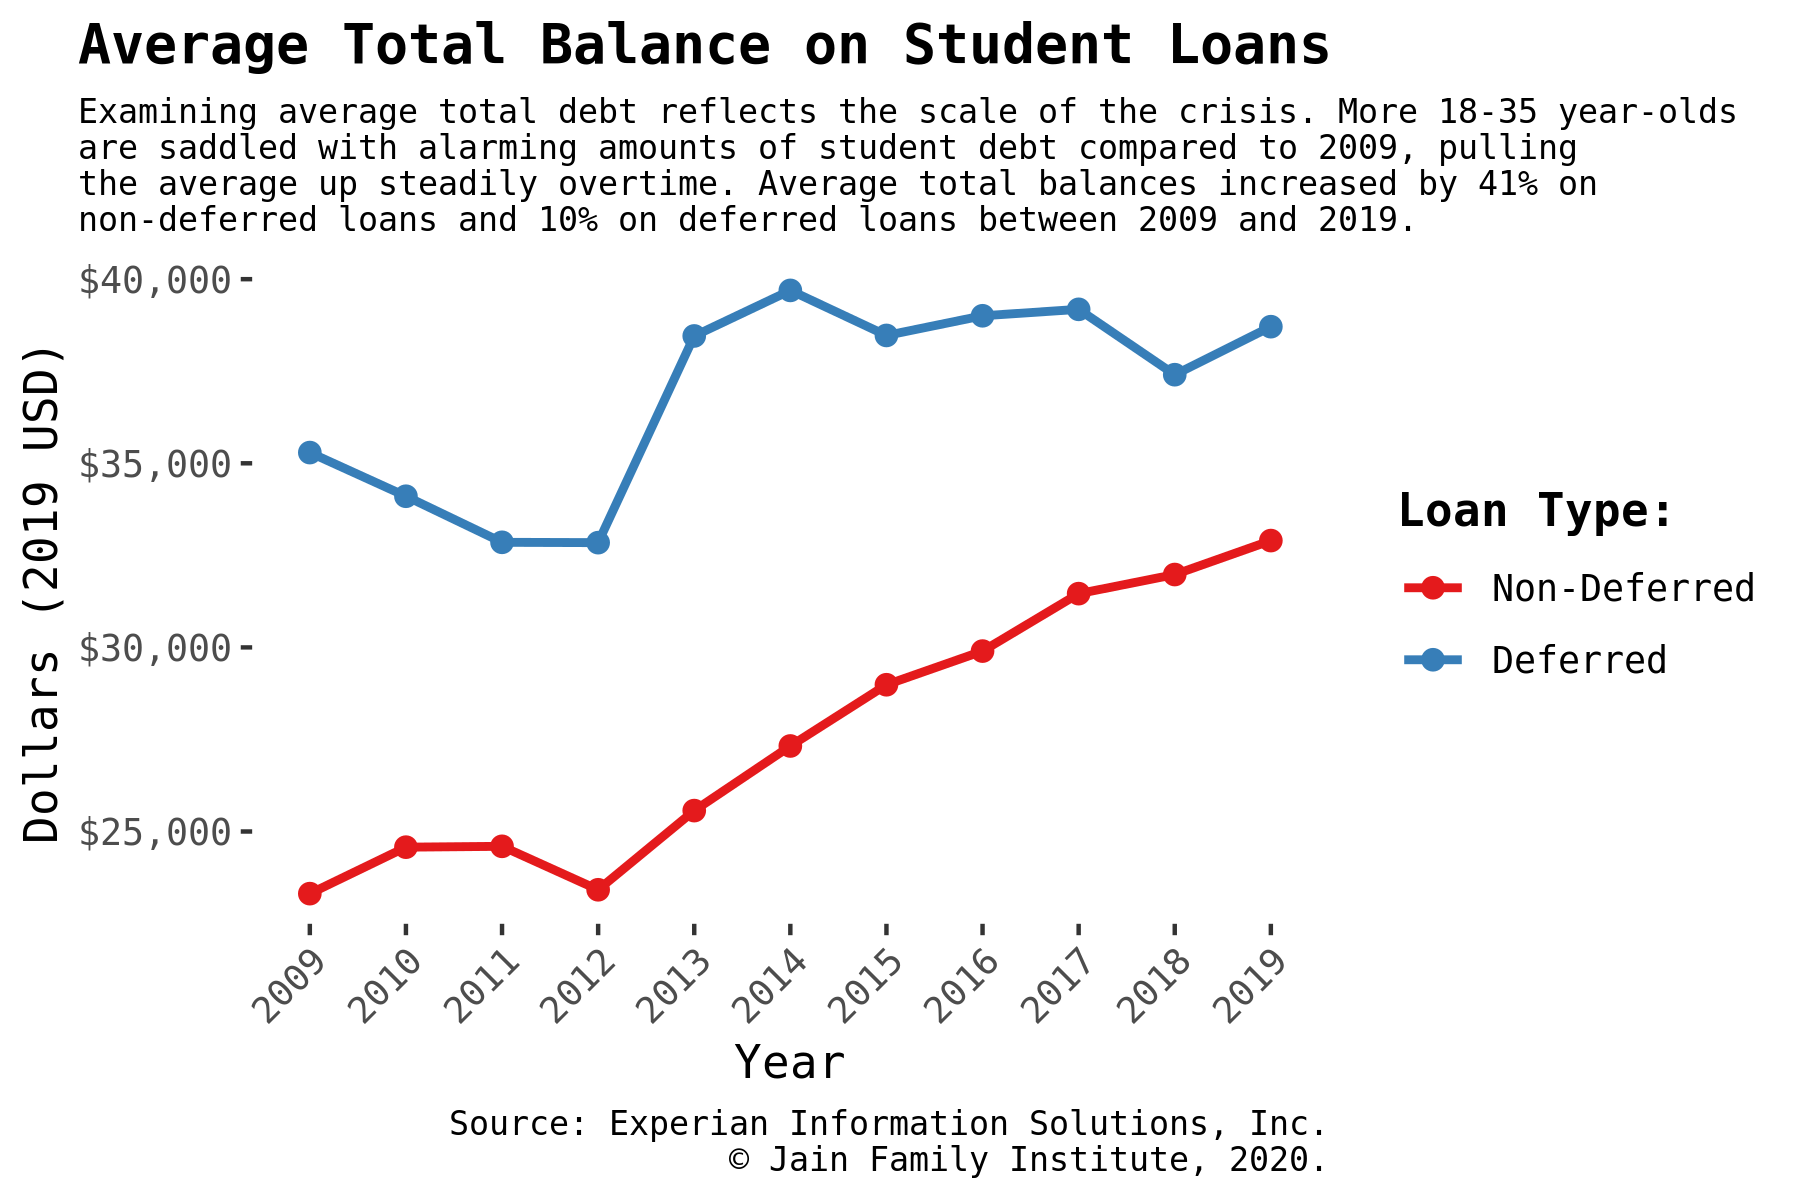 Average Total Balance on Student Loans
Examining average total debt reflects the scale of the crisis. More 18-35 year-olds
are saddled with alarming amounts of student debt compared to 2009, pulling
the average up steadily overtime. Average total balances increased by 41% on
non-deferred loans and 10% on deferred loans between 2009 and 2019.
Dollars (2019 USD)
$40,000
$35,000
$30,000
$25,000
Loan Type:
Non-Deferred
Deferred
2009 2010 2011 2012 2013 2014 2015 2016 2017 2018 2019
Year
Source: Experian Information Solutions, Inc.
© Jain Family Institute, 2020.